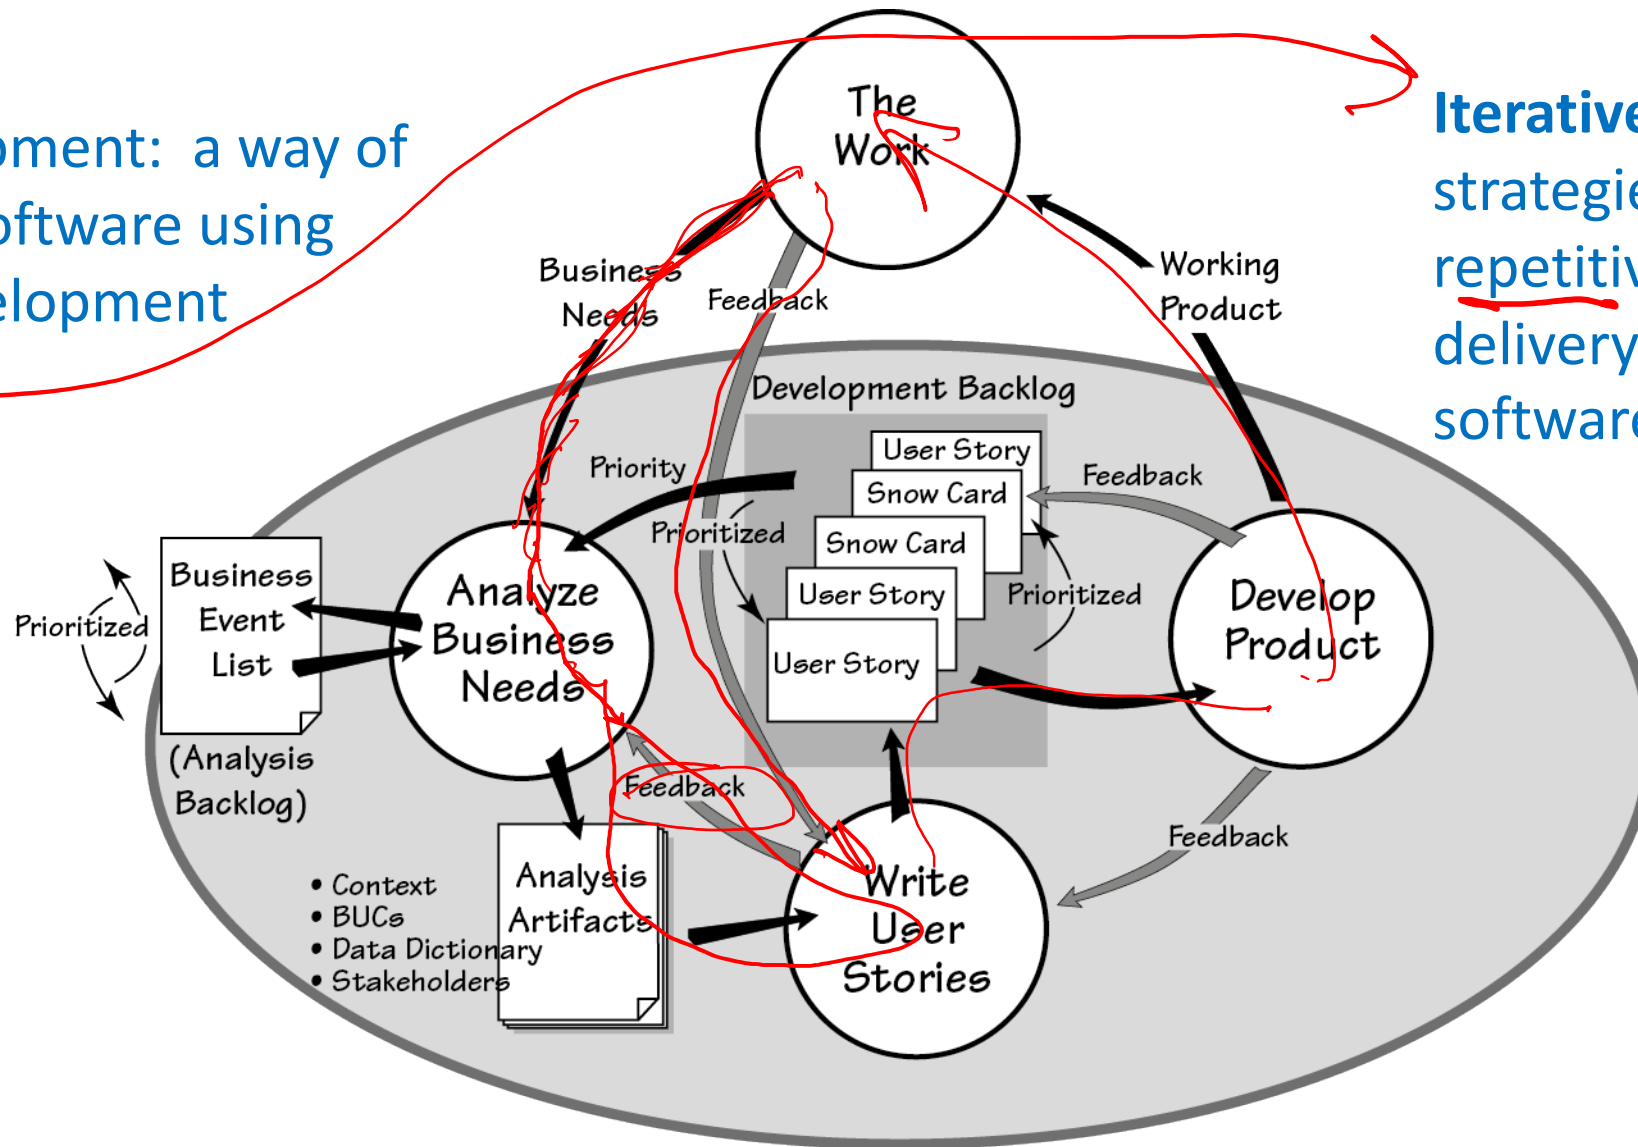 The
Work
pment: a way of
oftware using
elopment
Iterative
strategie
repetitiv
delivery
software
Business
Needs
Feedback
Working
Product
Development Backlog
Priority
Prioritized
User Story
Snow Card
Snow Card
User Story
User Story
Feedback
Prioritized
Prioritized
Business
Event
List
(Analysis
Backlog)
Analyze
Business
Needs
Develop
Product
Feedback
Feedback
• Context
• BUCs
• Data Dictionary
• Stakeholders
Analysis
Artifacts
Write
User
Stories